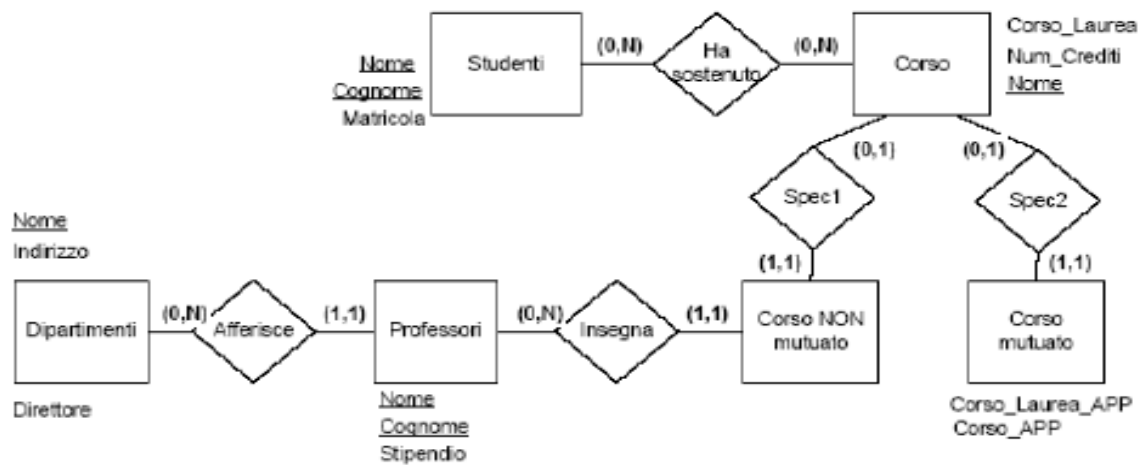 Studenti
Nome
Cognome
Matricola
(0,N)
Ha
sostenuto
(0,N)
Corso
Corso_Laurea
Num_Crediti
Nome
(0,1)
(0,1)
Spec1
Spec2
(1,1)
(1,1)
Nome
Indirizzo
Dipartimenti
(0,N)
Afferisce
(1,1)
Professori
(0,N)
Insegna
(1,1)
Corso NON
mutuato
Corso
mutuato
Direttore
Nome
Cognome
Stipendio
Corso_Laurea_APP
Corso_APP